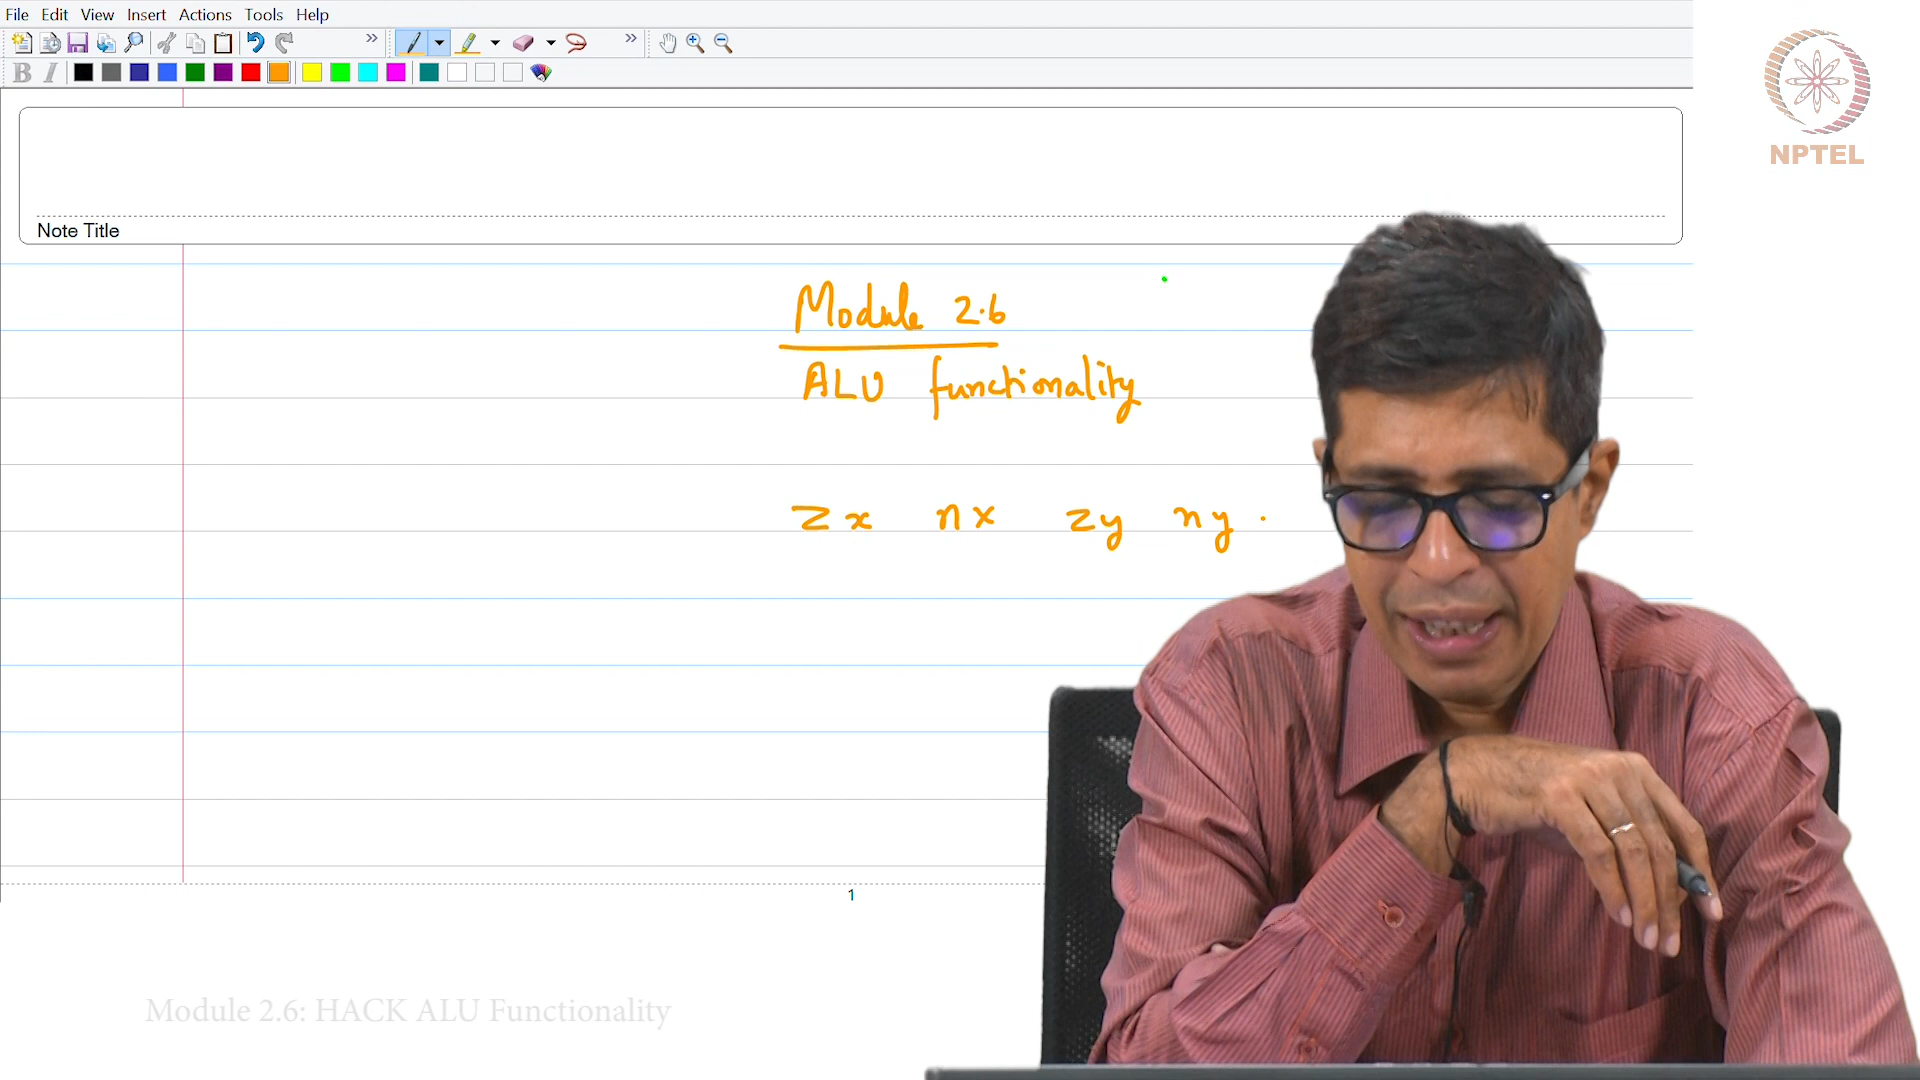 File Edit View Insert Actions Tools Help
B I
NPTEL
Note Title
Module 2.6
ALU functionality
zx nx zy ny
1
Module 2.6: HACK ALU Functionality